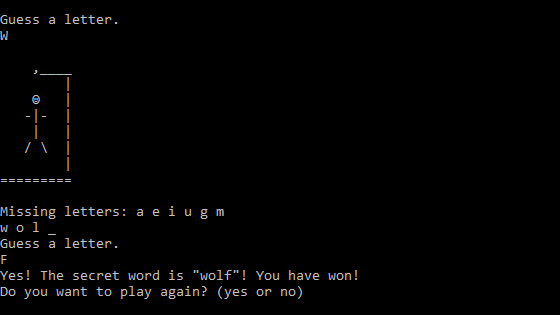 Guess a letter.
W
Missing letters: a e i u g m
w o l _
Guess a letter.
F
Yes! The secret word is "wolf"! You have won!
Do you want to play again? (yes or no)